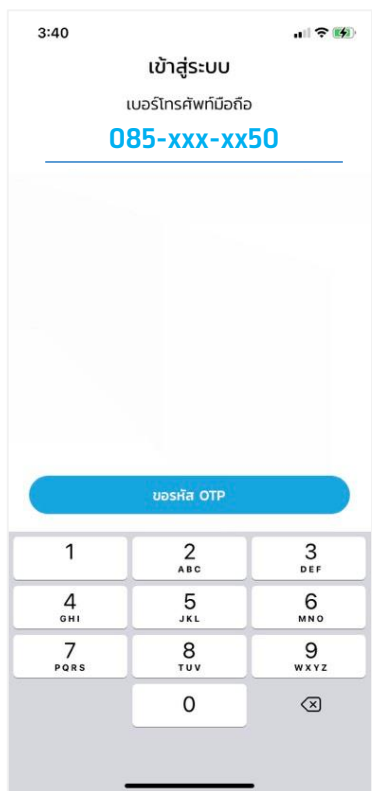 3:40
เข้าสู่ระบบ
เบอร์โทรศัพท์มือถือ
085-xxx-xx50
ขอรหัส OTP
1 2 3
ABC DEF
4 5 6
GHI JKL MNO
7 8 9
PQRS TUV WXYZ
0